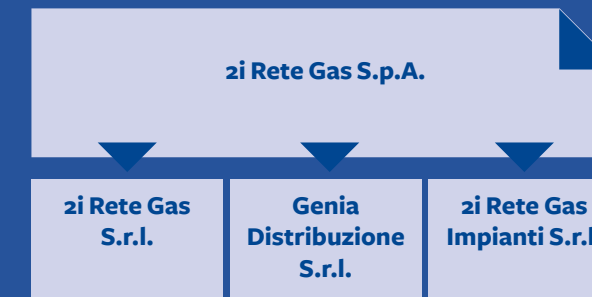 2i Rete Gas S.p.A.
2i Rete Gas
S.r.l.
Genia
Distribuzione
S.r.l.
2i Rete Gas
Impianti S.r.l